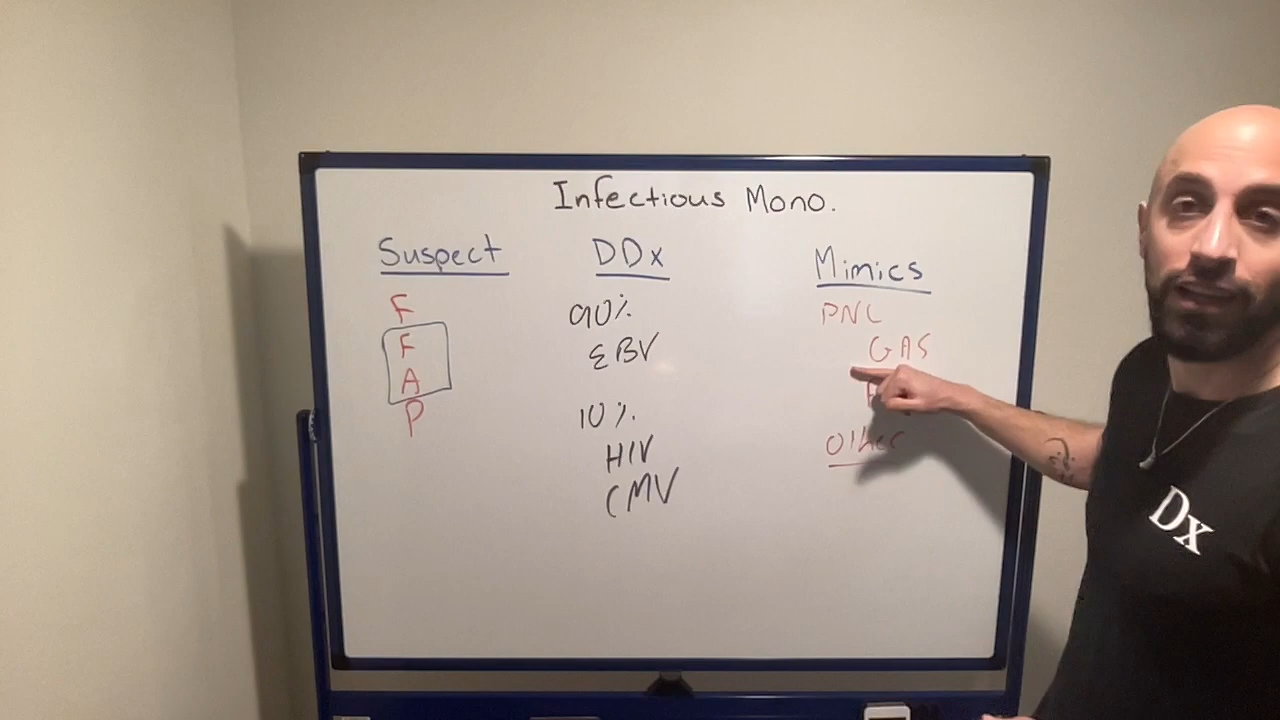 Infectious Mono.
Suspect
F
F
A
P
DDx
90%
EBV
10%
HIV
CMV
Mimics
PNC
GAS
Other
Dx